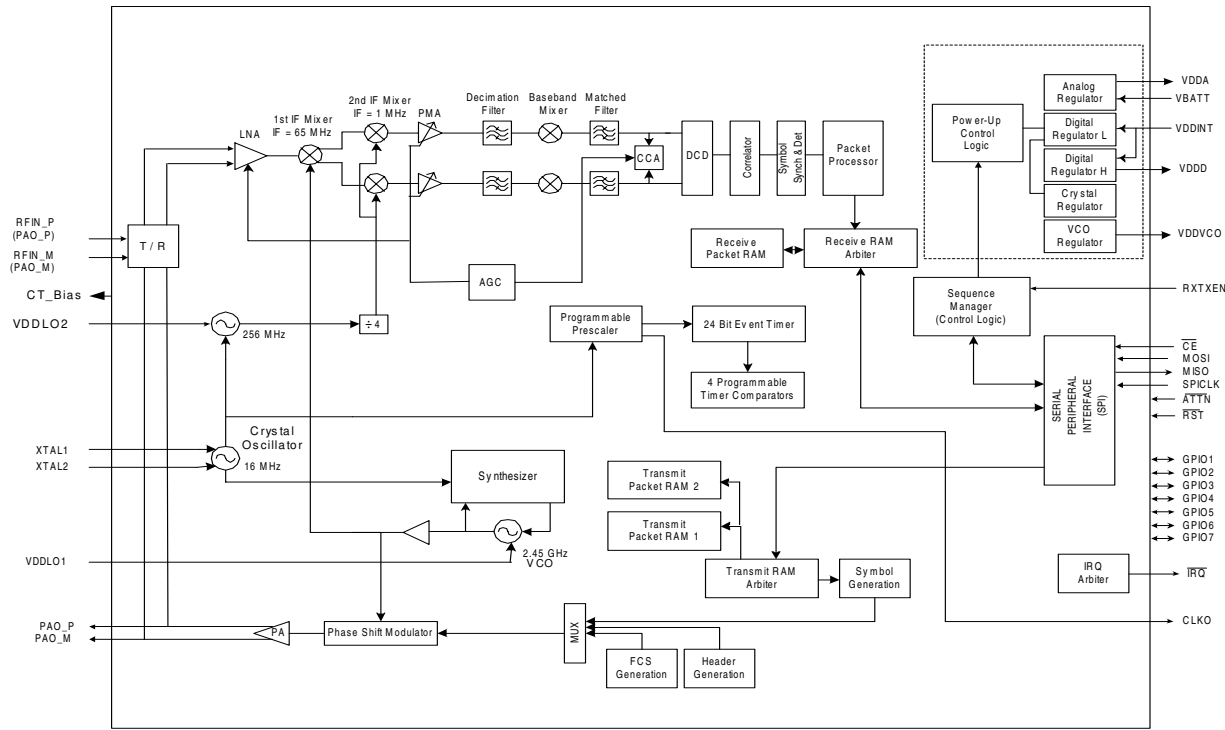 Analog
Regulator
VDDA
VBATT
Power-Up
Control
Logic
Digital
Regulator L
VDDINT
Digital
Regulator H
VDDD
Crystal
Regulator
VCO
Regulator
VDDVCO
LNA
1st IF Mixer
IF = 65 MHz
2nd IF Mixer
IF = 1 MHz
PMA
Decimation
Filter
Baseband
Mixer
Matched
Filter
CCA
DCD
Correlator
Symbol
Synch & Det
Packet
Processor
RFIN_P
(PAO_P)
RFIN_M
(PAO_M)
T / R
Receive
Packet RAM
Receive RAM
Arbiter
AGC
Sequence
Manager
(Control Logic)
RXTXEN
CT_Bias
VDDLO2
256 MHz
÷4
Programmable
Prescaler
24 Bit Event Timer
4 Programmable
Timer Comparators
SERIAL
PERIPHERAL
INTERFACE
(SPI)
CE
MOSI
MISO
SPICLK
ATTN
RST
XTAL1
XTAL2
Crystal
Oscillator
16 MHz
Synthesizer
2.45 GHz
VCO
VDDLO1
Transmit
Packet RAM 2
Transmit
Packet RAM 1
Transmit RAM
Arbiter
Symbol
Generation
GPIO1
GPIO2
GPIO3
GPIO4
GPIO5
GPIO6
GPIO7
IRQ
Arbiter
IRQ
CLKO
PAO_P
PAO_M
PA
Phase Shift Modulator
MUX
FCS
Generation
Header
Generation